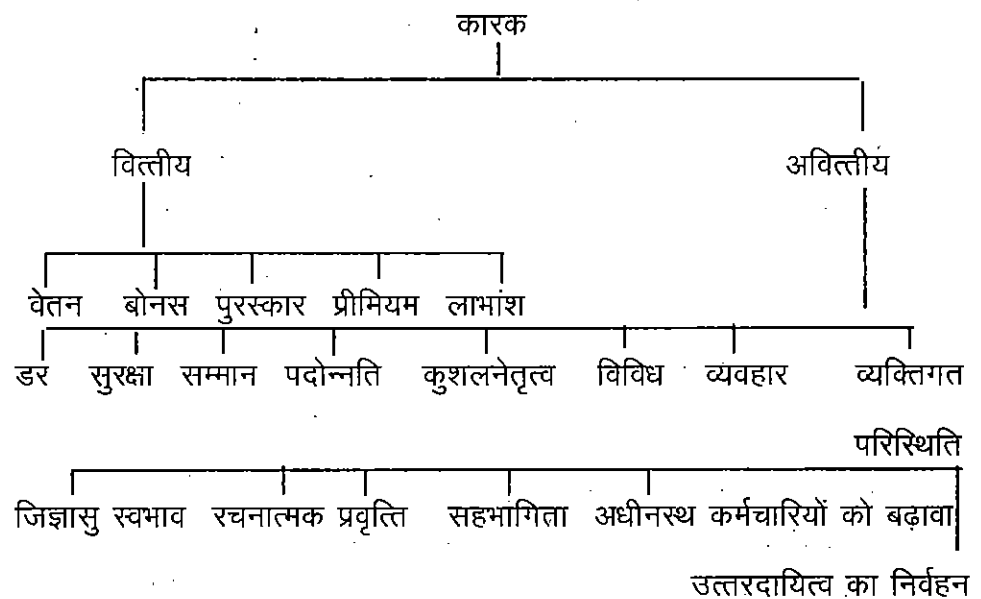 कारक
वित्तीय अवित्तीय
वेतन बोनस पुरस्कार प्रीमियम लाभांश
डर सुरक्षा सम्मान पदोन्नति कुशलनेतृत्व विविध व्यवहार व्यक्तिगत
परिस्थिति
जिज्ञासु स्वभाव रचनात्मक प्रवृत्ति सहभागिता अधीनस्थ कर्मचारियों को बढ़ावा
उत्तरदायित्व का निर्वहन